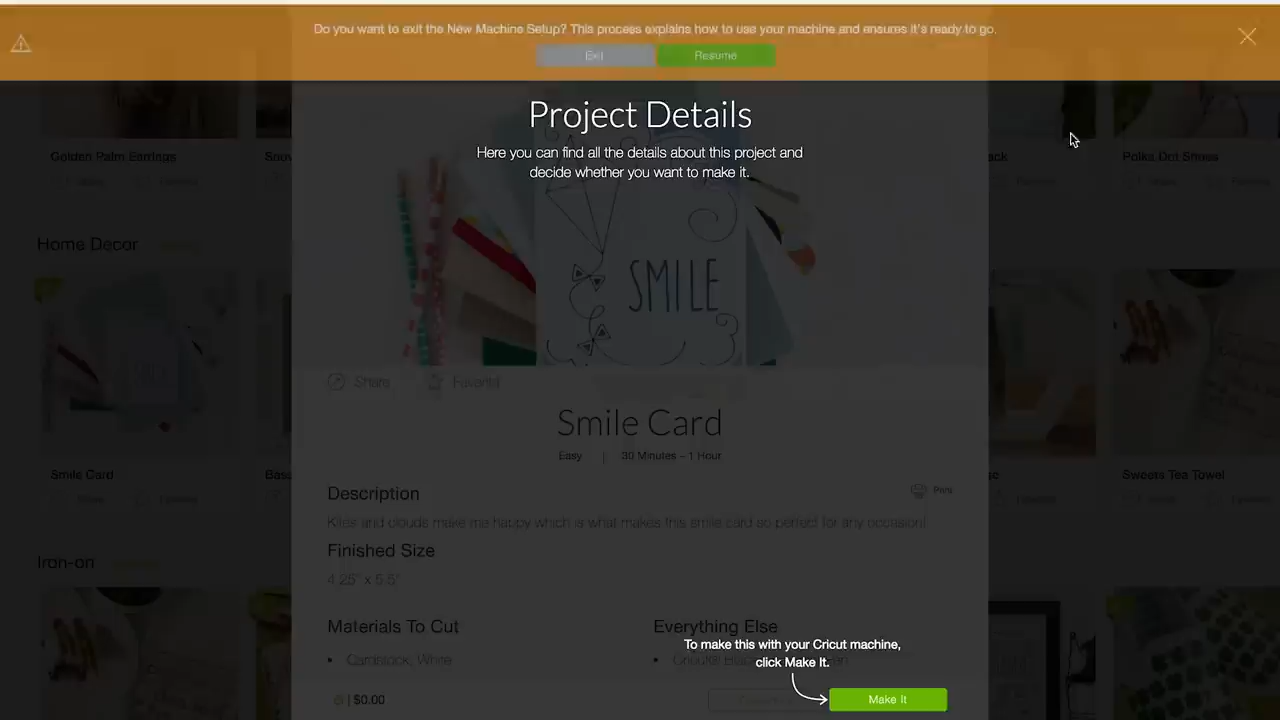 Do you want to exit the New Machine Setup? This process explains how to use your machine and ensures it's ready to go.
Exit
Resume
Project Details
Here you can find all the details about this project and
decide whether you want to make it.
Golden Palm Earrings
Polka Dot Shoes
Home Decor
SMILE
Share
Favorite
Smile Card
Easy | 30 Minutes – 1 Hour
Smile Card
Sweets Tea Towel
Description
Print
Kites and clouds make me happy which is what makes this smile card so perfect for any occasion!
Finished Size
4.25" x 5.5"
Iron-on
Materials To Cut
Everything Else
• Cardstock, White
To make this with your Cricut machine,
click Make It.
| $0.00
Make It